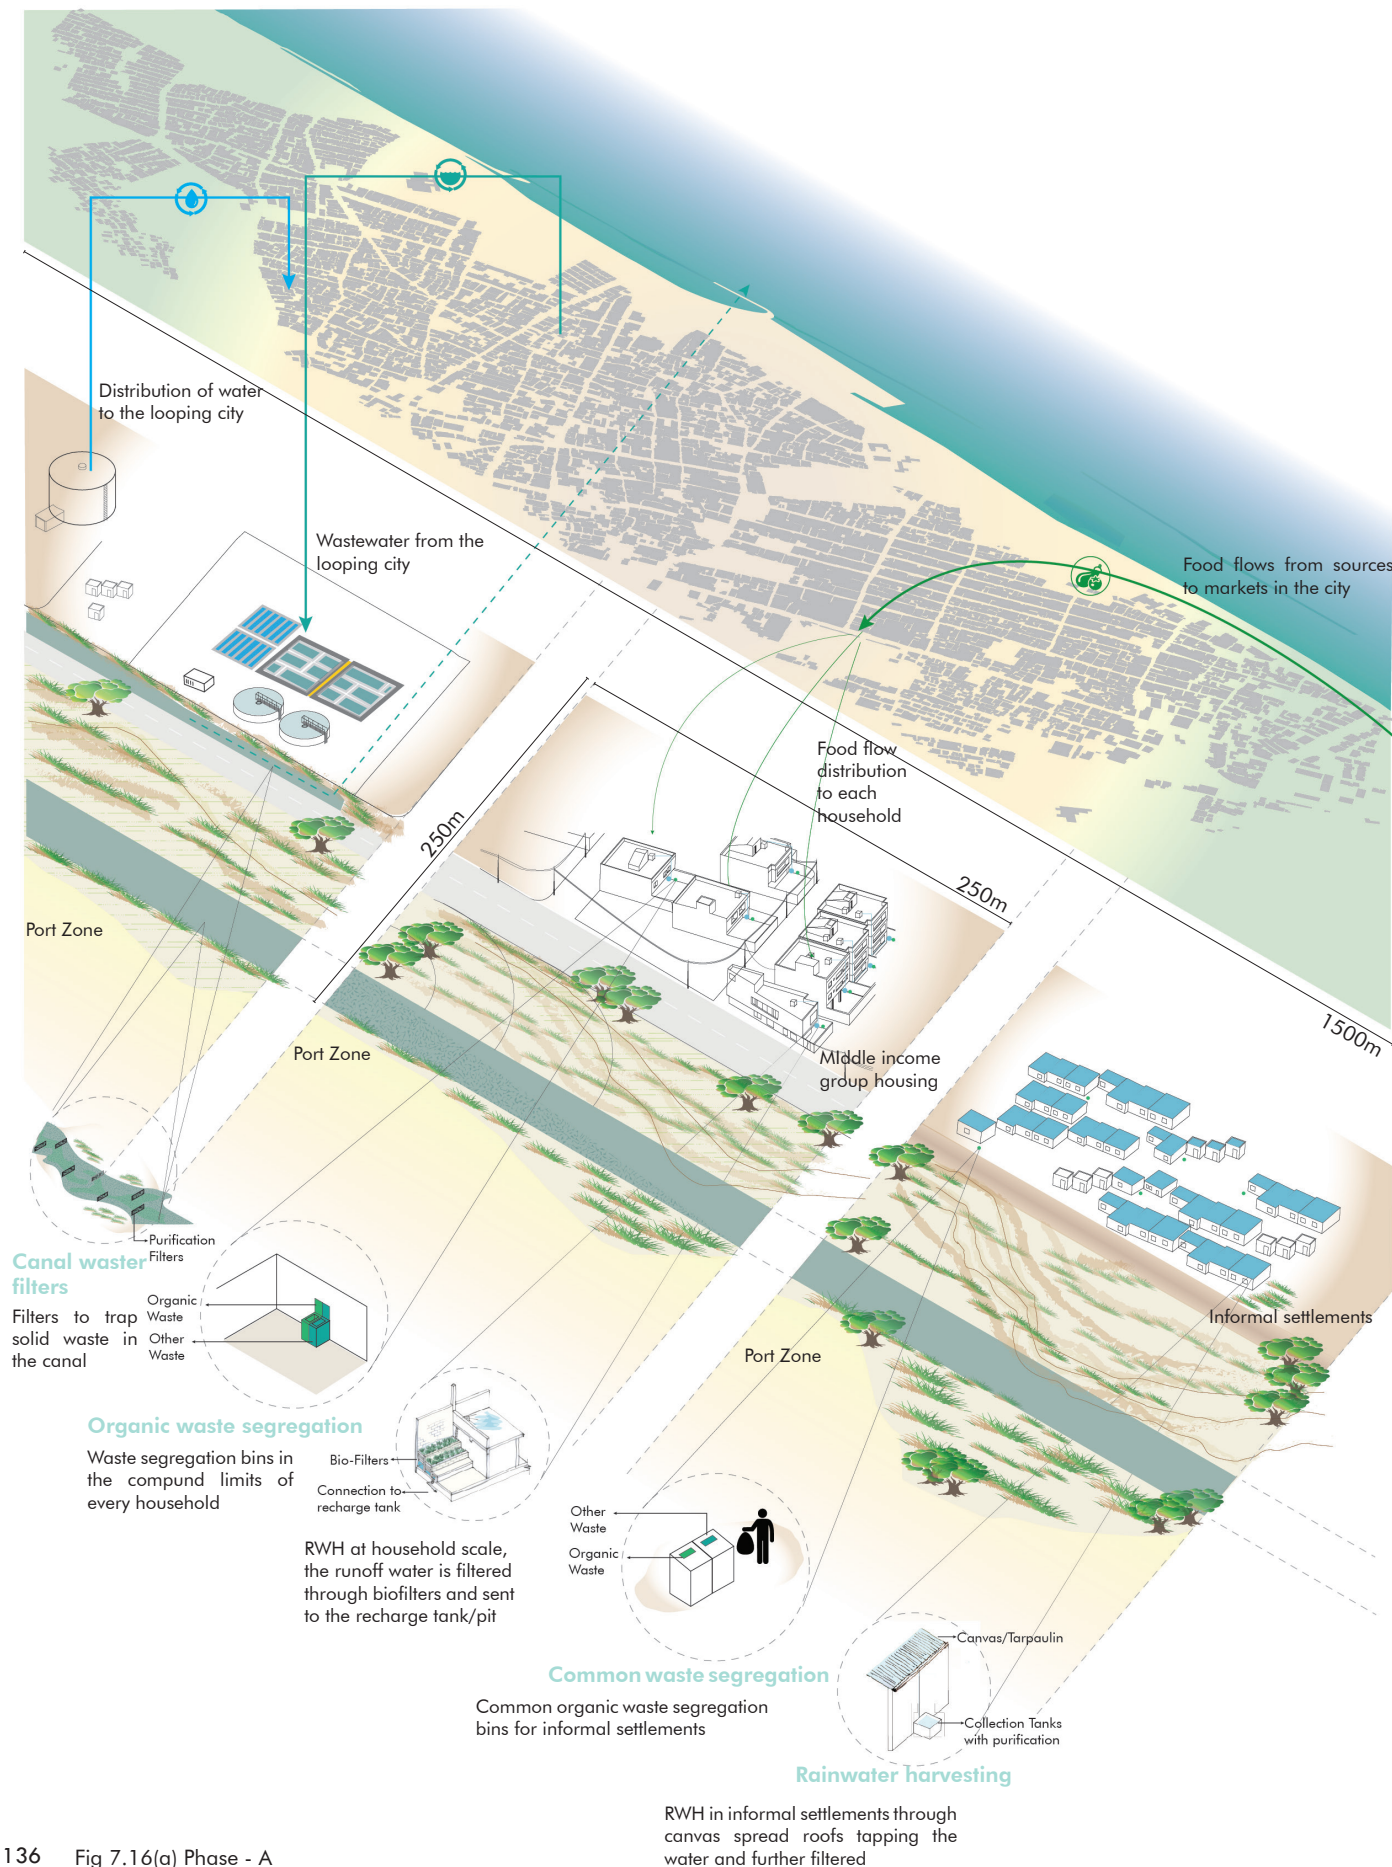 Distribution of water
to the looping city
Wastewater from the
looping city
Food flows from sources
to markets in the city
Food flow
distribution
to each
household
250m
250m
1500m
Port Zone
Port Zone
Middle income
group housing
Port Zone
Informal settlements
Purification
Filters
Canal waster
filters
Filters to trap
solid waste in
the canal
Organic
Waste
Other
Waste
Organic waste segregation
Waste segregation bins in
the compund limits of
every household
Bio-Filters
Connection to
recharge tank
RWH at household scale,
the runoff water is filtered
through biofilters and sent
to the recharge tank/pit
Other
Waste
Organic
Waste
Common waste segregation
Common organic waste segregation
bins for informal settlements
Canvas/Tarpaulin
Collection Tanks
with purification
Rainwater harvesting
RWH in informal settlements through
canvas spread roofs tapping the
water and further filtered
136 Fig 7.16(a) Phase - A